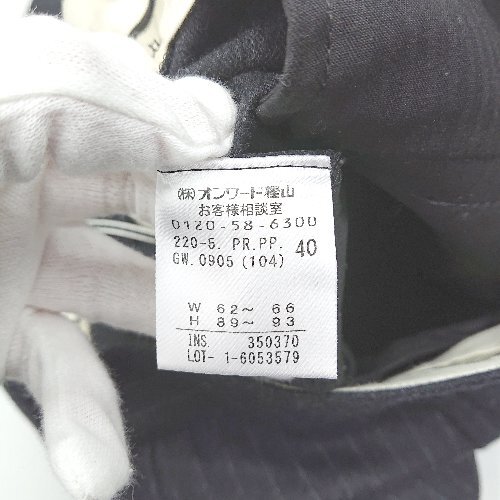 (株)オンワード樫山
お客様相談室
0120-58-6300
220-5. PR.PP. 40
GW.0905(104)
W 62～ 66
H 89～ 93
INS 350370
LOT- 1-6053579